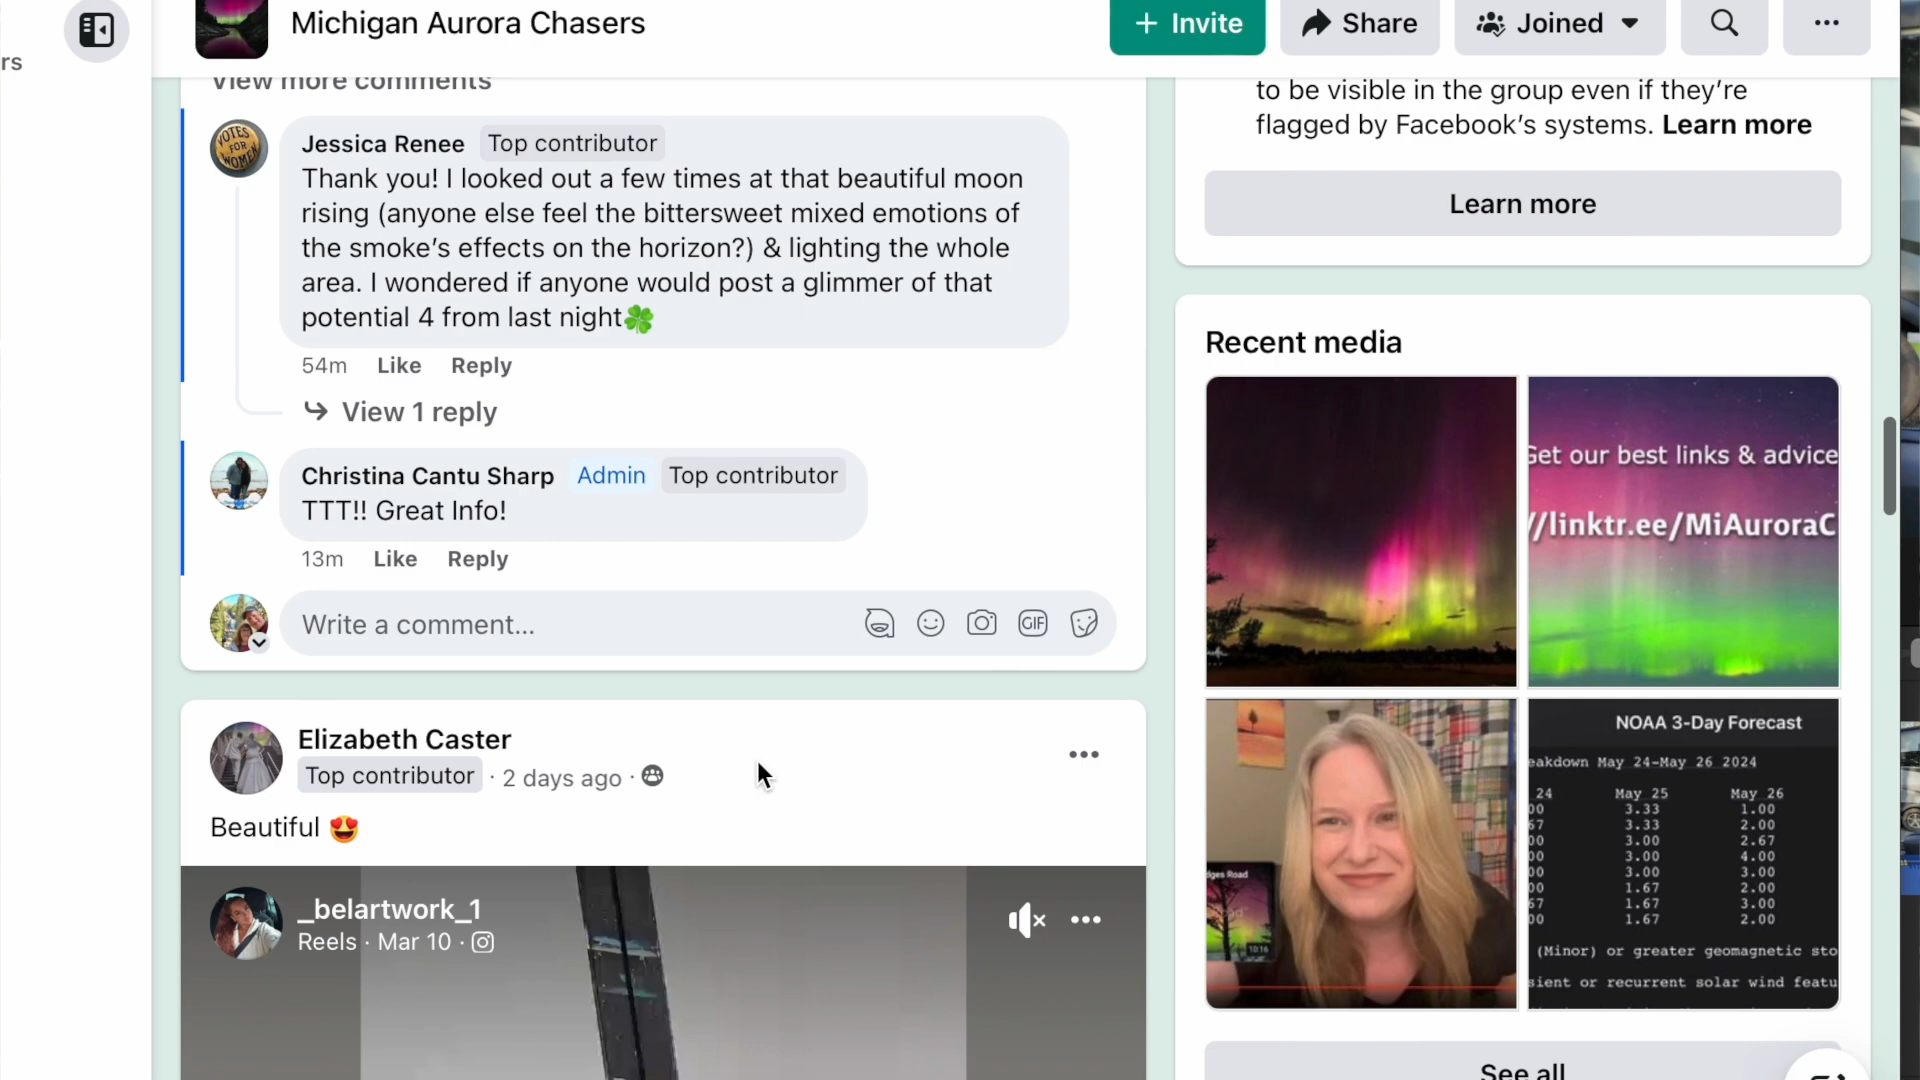 rs
Michigan Aurora Chasers
+ Invite
Share
Joined
View more comments
VOTES FOR WOMEN
Jessica Renee Top contributor
Thank you! I looked out a few times at that beautiful moon
rising (anyone else feel the bittersweet mixed emotions of
the smoke's effects on the horizon?) & lighting the whole
area. I wondered if anyone would post a glimmer of that
potential 4 from last night🍀
54m Like Reply
View 1 reply
Christina Cantu Sharp Admin Top contributor
TTT!! Great Info!
13m Like Reply
Write a comment...
GIF
Elizabeth Caster
Top contributor · 2 days ago ·
Beautiful 😍
_belartwork_1
Reels · Mar 10 ·
to be visible in the group even if they're
flagged by Facebook's systems. Learn more
Learn more
Recent media
Get our best links & advice
//linktr.ee/MiAuroraC
dges Road
10:16
NOAA 3-Day Forecast
eakdown May 24-May 26 2024
24 May 25 May 26
00 3.33 1.00
67 3.33 2.00
00 3.00 2.67
00 3.00 4.00
00 3.00 3.00
00 1.67 2.00
67 1.67 3.00
00 1.67 2.00
(Minor) or greater geomagnetic sto
sient or recurrent solar wind featu
See all